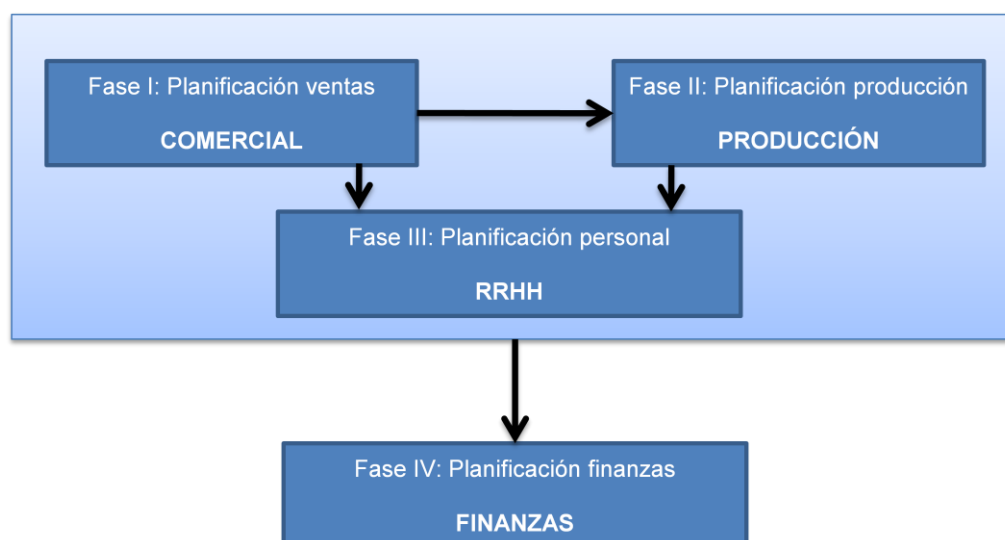 Fase I: Planificación ventas
COMERCIAL
Fase II: Planificación producción
PRODUCCIÓN
Fase III: Planificación personal
RRHH
Fase IV: Planificación finanzas
FINANZAS